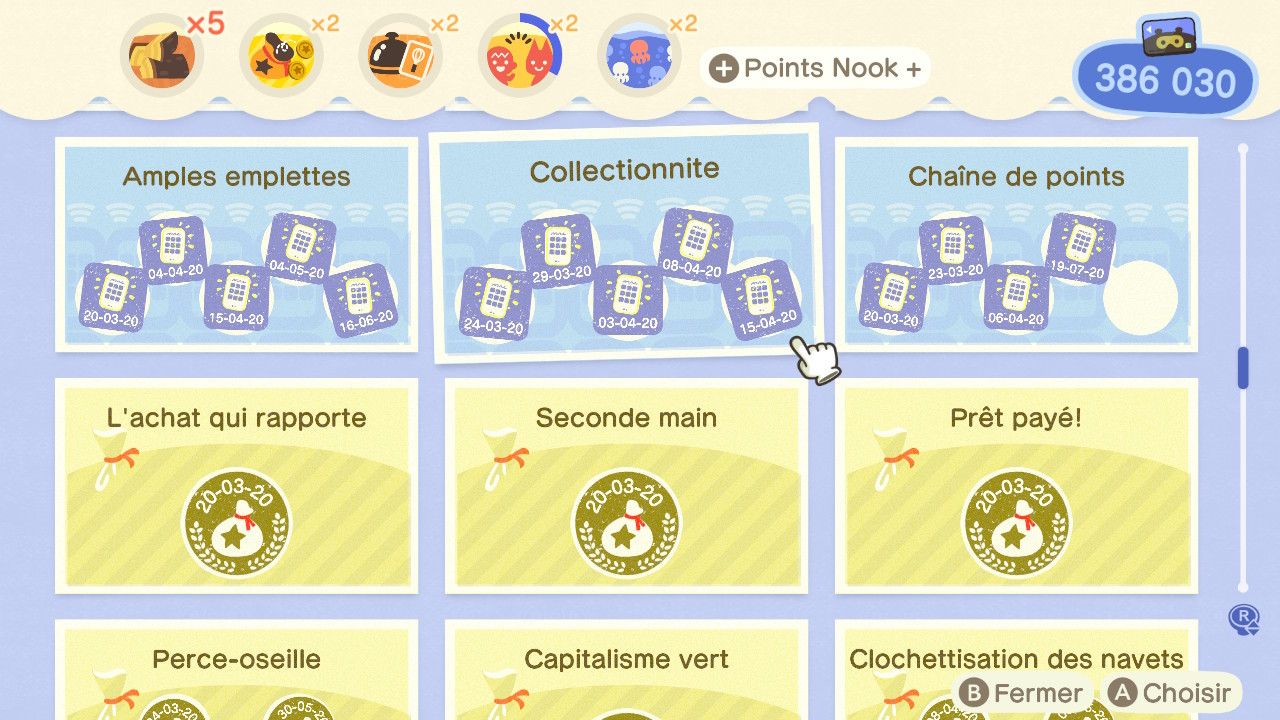 ×5
×2
×2
×2
×2
+ Points Nook +
386 030
Amples emplettes
20-03-20
04-04-20
15-04-20
04-05-20
16-06-20
Collectionnite
24-03-20
29-03-20
03-04-20
08-04-20
15-04-20
Chaîne de points
20-03-20
23-03-20
06-04-20
19-07-20
L'achat qui rapporte
20-03-20
Seconde main
20-03-20
Prêt payé!
20-03-20
R
Perce-oseille
Capitalisme vert
Clochettisation des navets
B Fermer
A Choisir